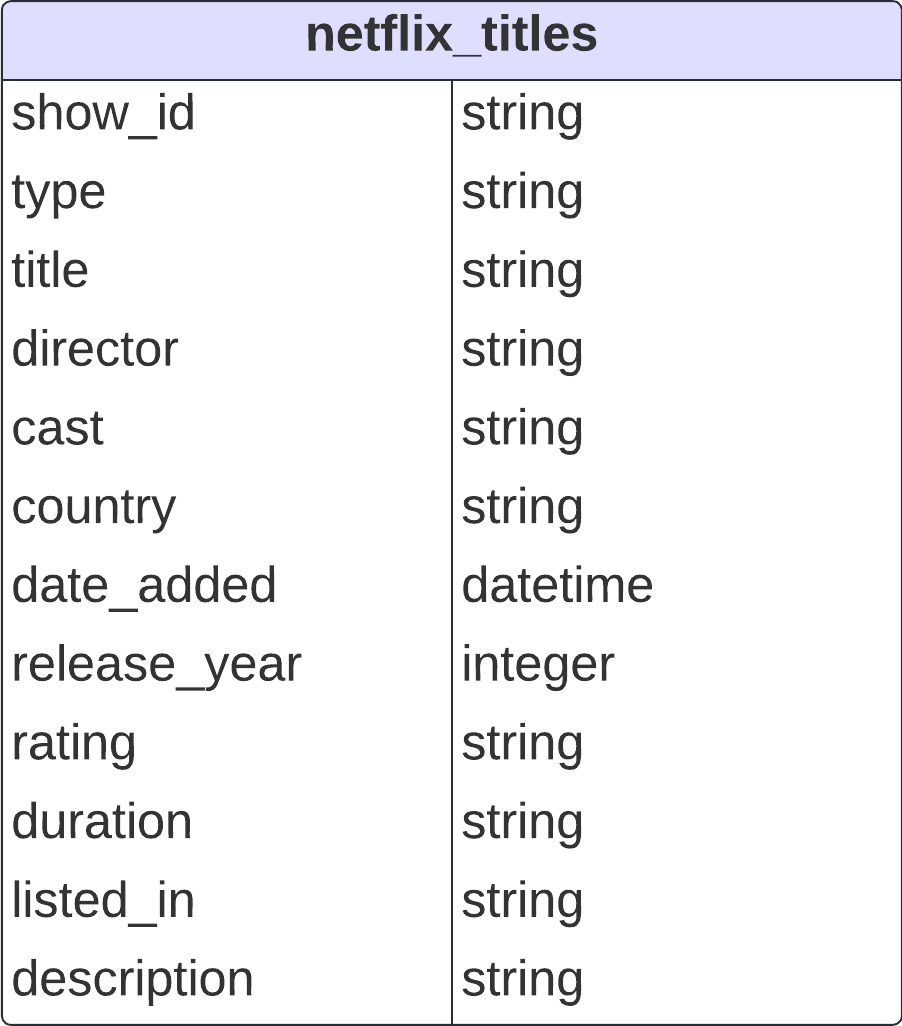 netflix_titles
show_id string
type string
title string
director string
cast string
country string
date_added datetime
release_year integer
rating string
duration string
listed_in string
description string